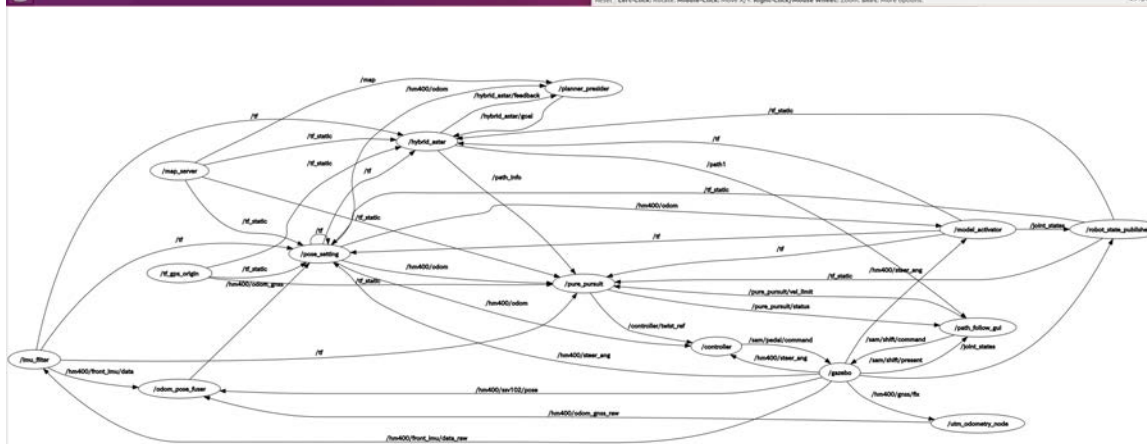 /map
/hm400/odom
/planner_presider
/hybrid_astar/feedback
/hybrid_astar/goal
/tf
/tf_static
/tf_static
/hybrid_astar
/tf_static
/tf
/map_server
/tf_static
/path1
/path_info
/tf
/tf_static
/hm400/odom
/tf_static
/tf_static
/tf
/model_activator
/joint_states
/robot_state_publisher
/tf
/pose_setting
/tf
/tf
/tf_gps_origin
/tf_static
/hm400/odom
/tf_static
/hm400/steer_ang
/hm400/odom_gnss
/tf_static
/pure_pursuit
/pure_pursuit/vel_limit
/hm400/odom
/pure_pursuit/status
/controller/twist_ref
/path_follow_gui
/controller
/sam/pedal/command
/sam/shift/command
/joint_states
/imu_filter
/tf
/hm400/steer_ang
/hm400/steer_ang
/sam/shift/present
/hm400/front_imu/data
/gazebo
/odom_pose_fuser
/hm400/ssv102/pose
/hm400/gnss/fix
/hm400/odom_gnss_raw
/utm_odometry_node
/hm400/front_imu/data_raw